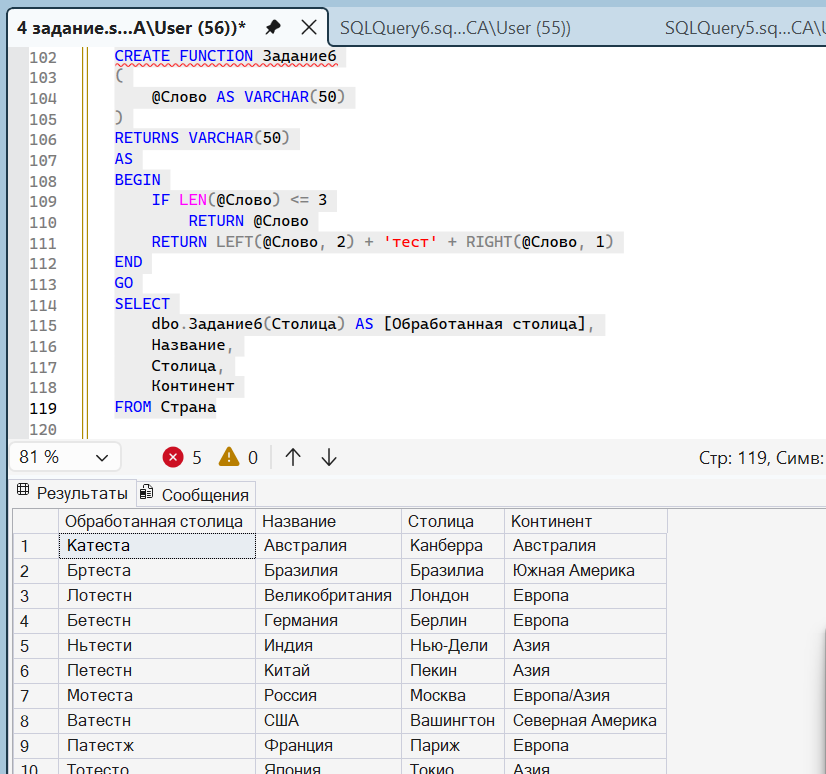 4 задание.s...A\User (56))* SQLQuery6.sq...CA\User (55)) SQLQuery5.sq...CA\U
102 CREATE FUNCTION Задание6
103 (
104 @Слово AS VARCHAR(50)
105 )
106 RETURNS VARCHAR(50)
107 AS
108 BEGIN
109 IF LEN(@Слово) <= 3
110 RETURN @Слово
111 RETURN LEFT(@Слово, 2) + 'тест' + RIGHT(@Слово, 1)
112 END
113 GO
114 SELECT
115 dbo.Задание6(Столица) AS [Обработанная столица],
116 Название,
117 Столица,
118 Континент
119 FROM Страна
120
81 % 5 0 Стр: 119, Симв:
Результаты Сообщения
Обработанная столица Название Столица Континент
1 Катеста Австралия Канберра Австралия
2 Бртеста Бразилия Бразилиа Южная Америка
3 Лотестн Великобритания Лондон Европа
4 Бетестн Германия Берлин Европа
5 Ньтести Индия Нью-Дели Азия
6 Петестн Китай Пекин Азия
7 Мотеста Россия Москва Европа/Азия
8 Ватестн США Вашингтон Северная Америка
9 Патестж Франция Париж Европа
10 Тотесто Япония Токио Азия